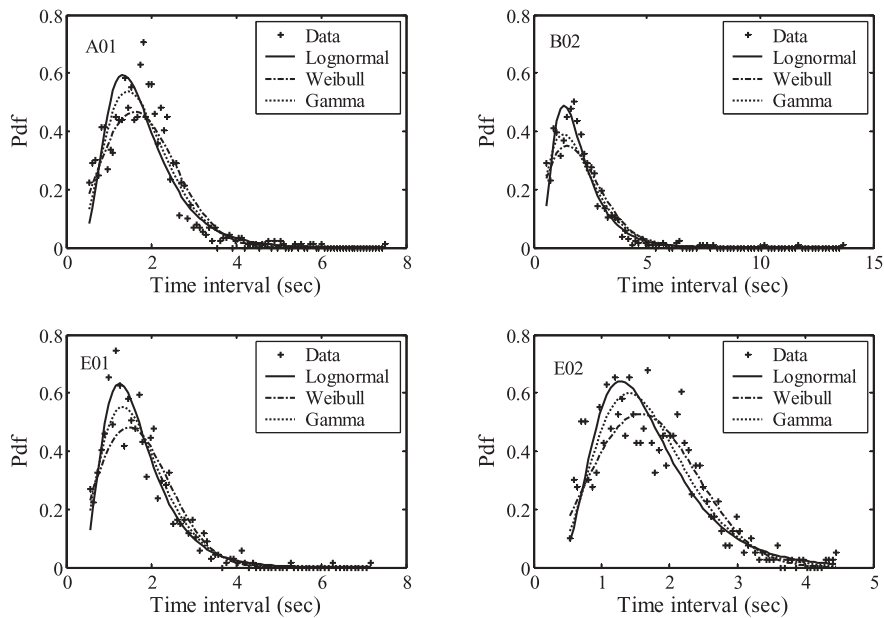 A01
Data
Lognormal
Weibull
Gamma
Pdf
0.8
0.6
0.4
0.2
0
0 2 4 6 8
Time interval (sec)
B02
Data
Lognormal
Weibull
Gamma
Pdf
0.8
0.6
0.4
0.2
0
0 5 10 15
Time interval (sec)
E01
Data
Lognormal
Weibull
Gamma
Pdf
0.8
0.6
0.4
0.2
0
0 2 4 6 8
Time interval (sec)
E02
Data
Lognormal
Weibull
Gamma
Pdf
0.8
0.6
0.4
0.2
0
0 1 2 3 4 5
Time interval (sec)